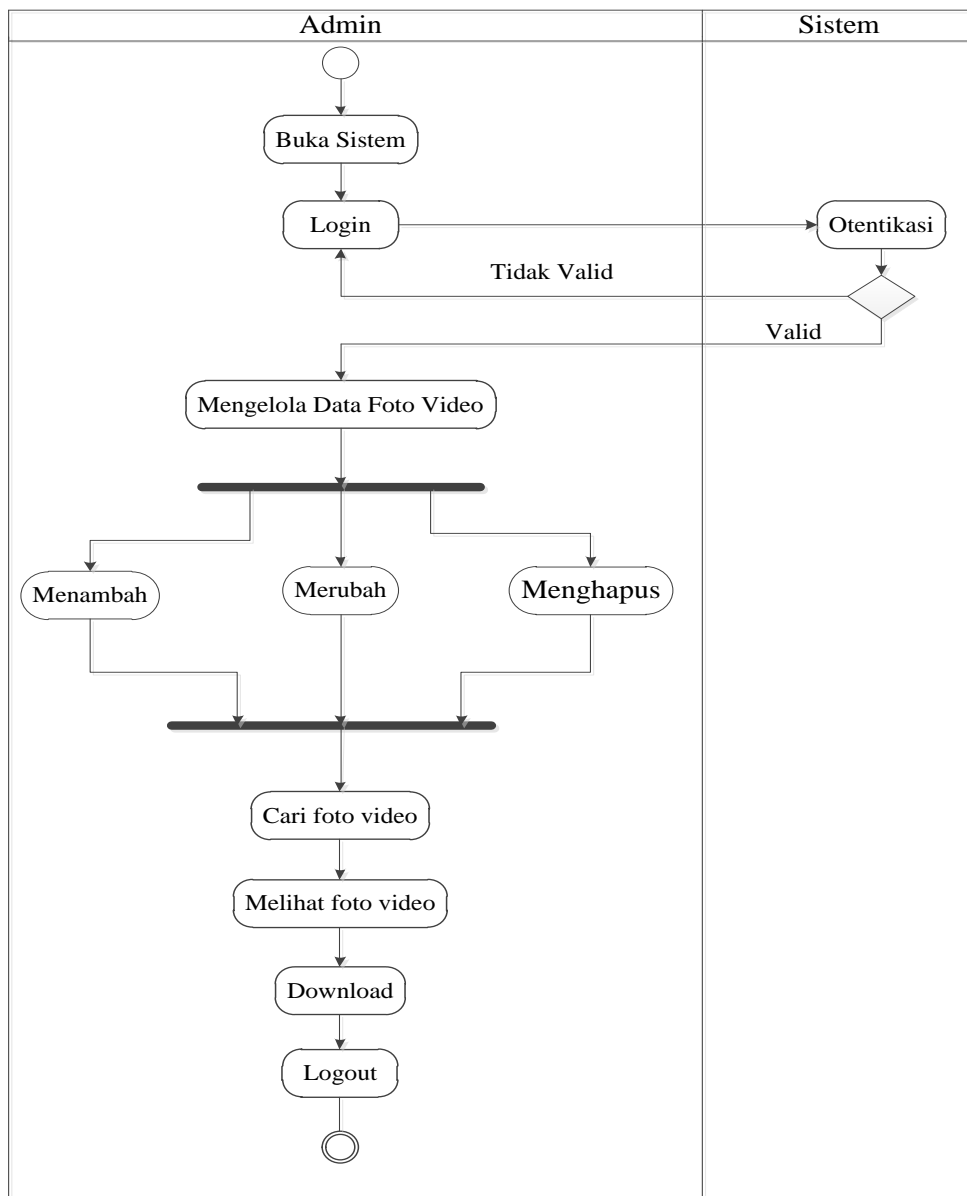 Admin
Sistem
Buka Sistem
Login
Otentikasi
Tidak Valid
Valid
Mengelola Data Foto Video
Menambah
Merubah
Menghapus
Cari foto video
Melihat foto video
Download
Logout